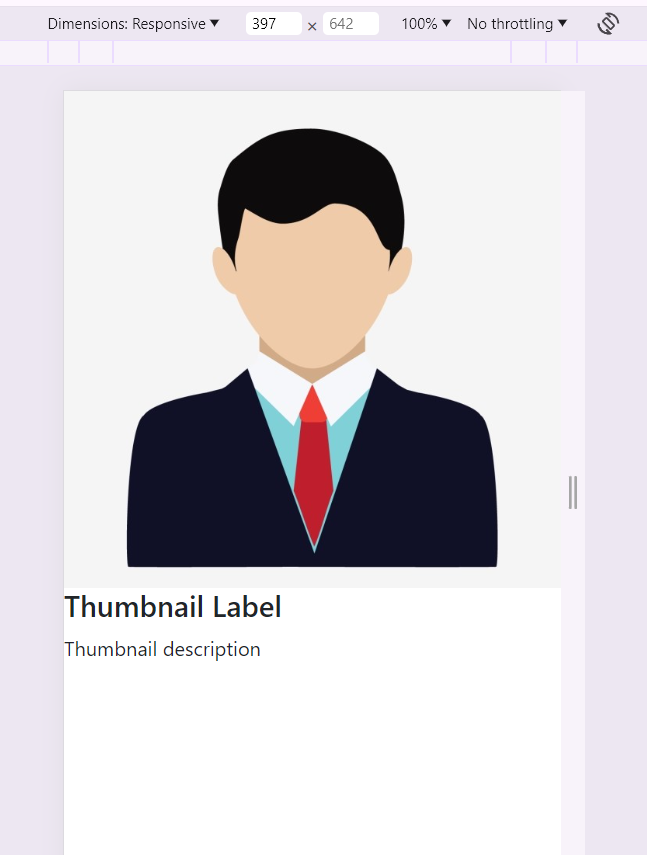 Dimensions: Responsive ▼ 397 × 642 100% ▼ No throttling ▼
Thumbnail Label
Thumbnail description